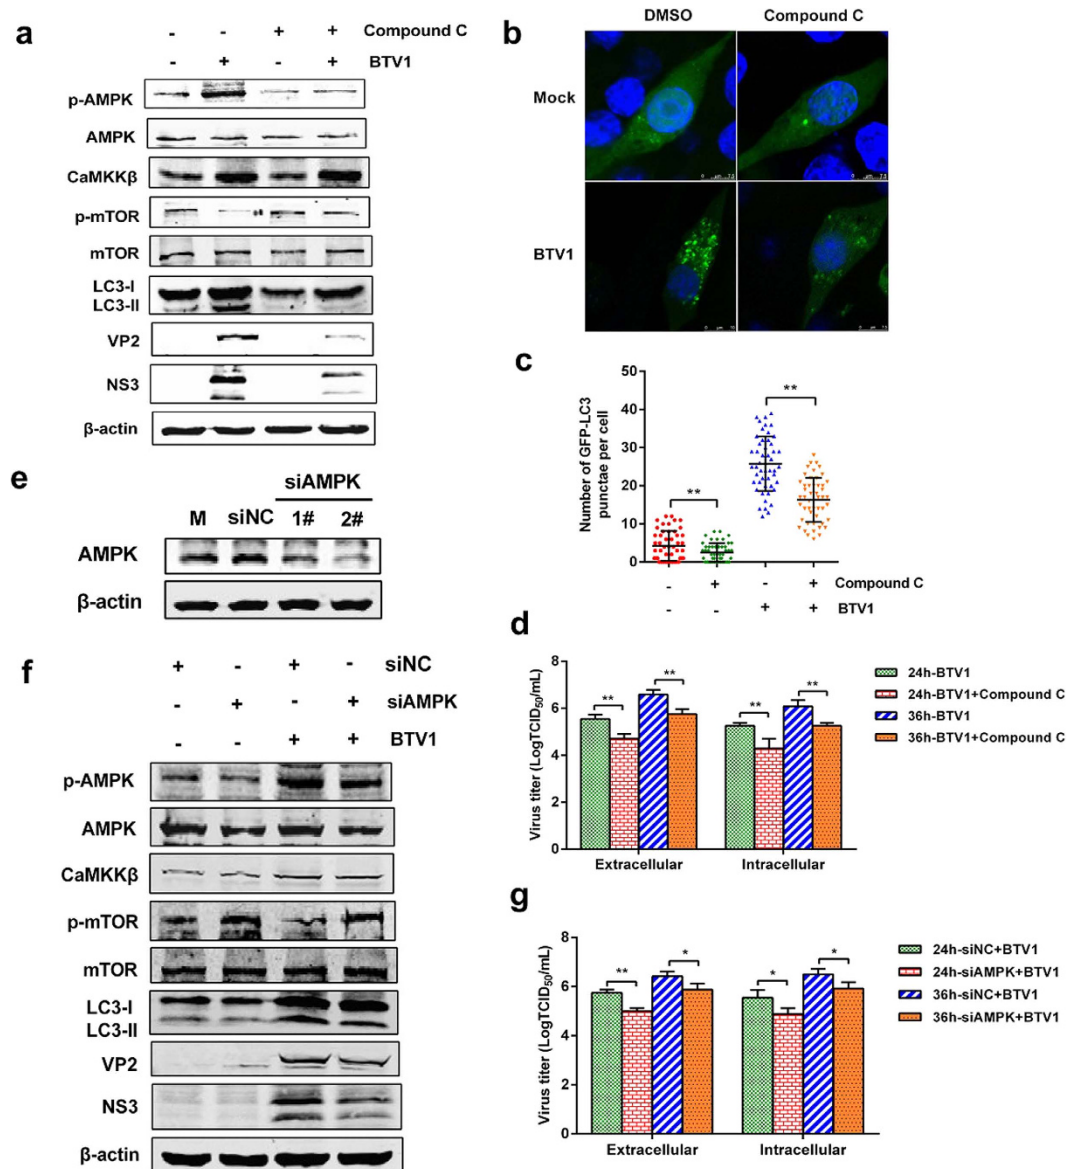 a
- - + + Compound C
- + - + BTV1
p-AMPK
AMPK
CaMKKβ
p-mTOR
mTOR
LC3-I
LC3-II
VP2
NS3
β-actin
b
DMSO Compound C
Mock
BTV1
c
Number of GFP-LC3
punctae per cell
50
40
30
20
10
0
** **
- + - + Compound C
- - + + BTV1
e
siAMPK
M siNC 1# 2#
AMPK
β-actin
d
Virus titer (LogTCID50/mL)
8
6
4
2
0
** ** ** **
Extracellular Intracellular
24h-BTV1
24h-BTV1+Compound C
36h-BTV1
36h-BTV1+Compound C
f
+ - + - siNC
- + - + siAMPK
- - + + BTV1
p-AMPK
AMPK
CaMKKβ
p-mTOR
mTOR
LC3-I
LC3-II
VP2
NS3
β-actin
g
Virus titer (LogTCID50/mL)
8
6
4
2
0
** * * *
Extracellular Intracellular
24h-siNC+BTV1
24h-siAMPK+BTV1
36h-siNC+BTV1
36h-siAMPK+BTV1